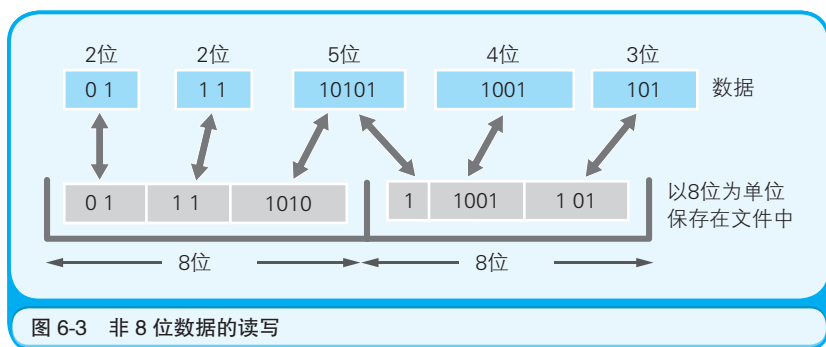 2位 2位 5位 4位 3位
0 1 1 1 10101 1001 101 数据
0 1 1 1 1010 1 1001 1 01 以8位为单位
保存在文件中
8位 8位
图 6-3 非 8 位数据的读写